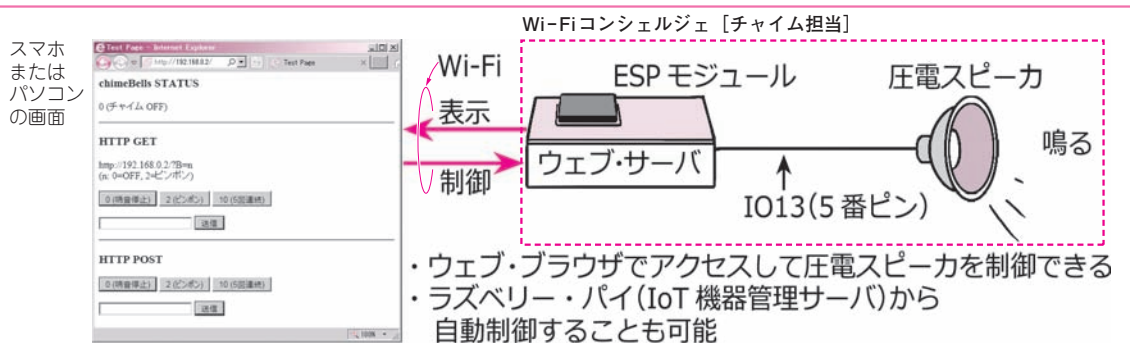 スマホ
または
パソコン
の画面
Test Page - Internet Explorer
http://192.168.0.2/
Test Page
chimeBells STATUS
0 (チャイム OFF)
HTTP GET
http://192.168.0.2/?B=n
(n: 0=OFF, 2=ピンポン)
0 (鳴音停止) 2 (ピンポン) 10 (5回連続)
送信
HTTP POST
0 (鳴音停止) 2 (ピンポン) 10 (5回連続)
送信
100%
Wi-Fi
表示
制御
Wi-Fiコンシェルジェ［チャイム担当］
ESP モジュール
圧電スピーカ
ウェブ・サーバ
鳴る
IO13(5 番ピン)
・ウェブ・ブラウザでアクセスして圧電スピーカを制御できる
・ラズベリー・パイ(IoT 機器管理サーバ)から
自動制御することも可能